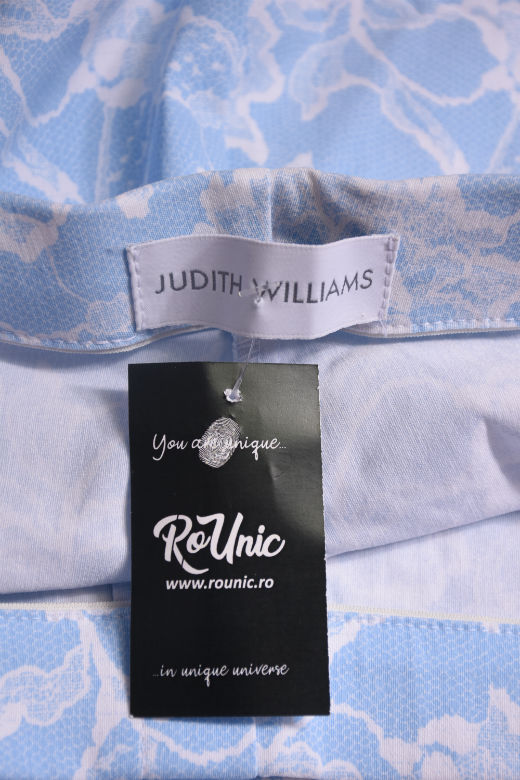 JUDITH WILLIAMS
You are unique...
RoUnic
www.rounic.ro
...in unique universe